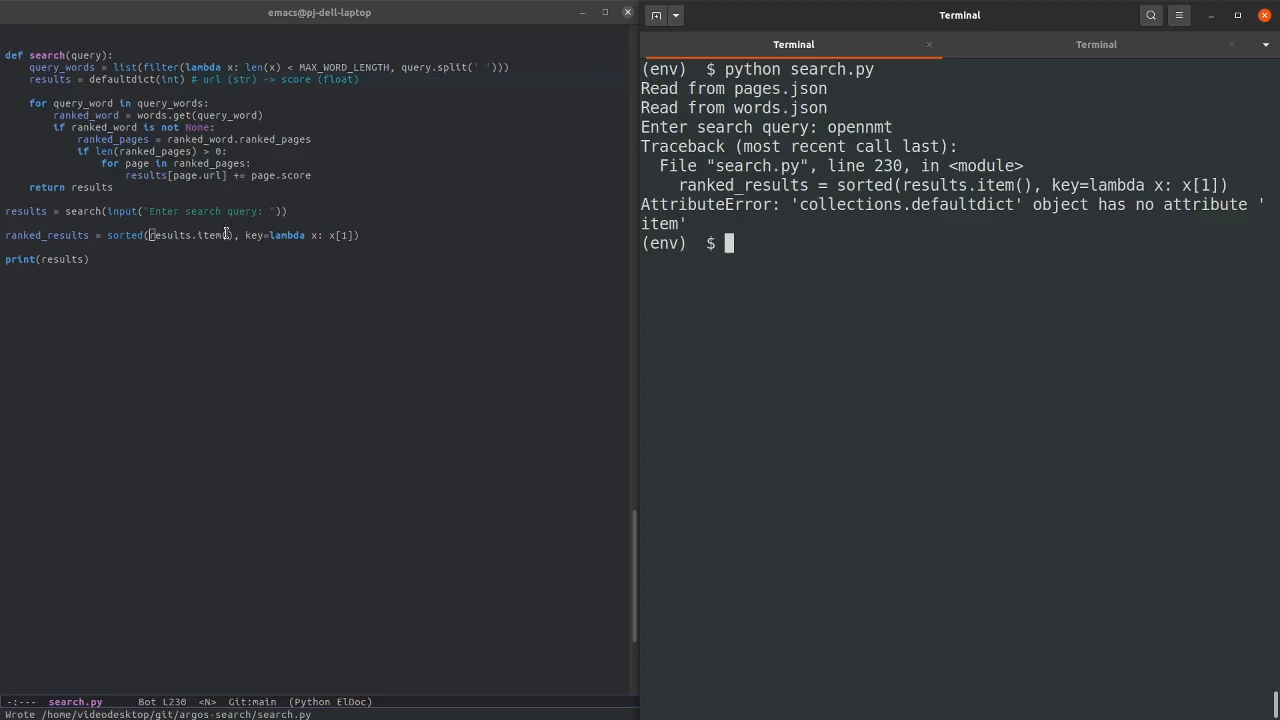 emacs@pj-dell-laptop
def search(query):
    query_words = list(filter(lambda x: len(x) < MAX_WORD_LENGTH, query.split(' ')))
    results = defaultdict(int) # url (str) -> score (float)
    for query_word in query_words:
        ranked_word = words.get(query_word)
        if ranked_word is not None:
            ranked_pages = ranked_word.ranked_pages
            if len(ranked_pages) > 0:
                for page in ranked_pages:
                    results[page.url] += page.score
    return results
results = search(input("Enter search query: "))
ranked_results = sorted(results.item(), key=lambda x: x[1])
print(results)
-:--- search.py Bot L230 <N> Git:main (Python ElDoc)
Wrote /home/videodesktop/git/argos-search/search.py
Terminal
Terminal Terminal
(env) $ python search.py
Read from pages.json
Read from words.json
Enter search query: opennmt
Traceback (most recent call last):
  File "search.py", line 230, in <module>
    ranked_results = sorted(results.item(), key=lambda x: x[1])
AttributeError: 'collections.defaultdict' object has no attribute '
item'
(env) $